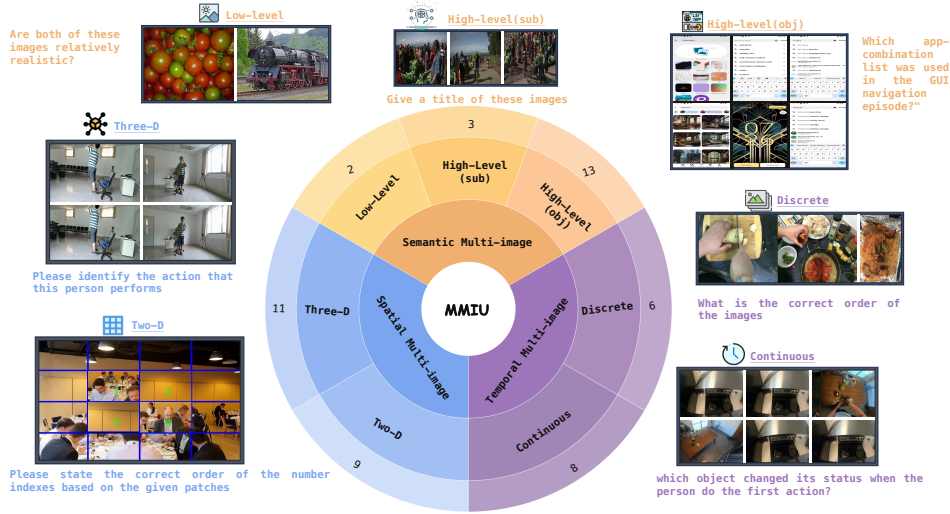 Low-level
Are both of these
images relatively
realistic?
High-level(sub)
Give a title of these images
High-level(obj)
Which app-
combination
list was used
in the GUI
navigation
episode?"
Three-D
Please identify the action that
this person performs
Discrete
What is the correct order of
the images
Two-D
Please state the correct order of the number
indexes based on the given patches
Continuous
which object changed its status when the
person do the first action?
MMIU
Semantic Multi-image
Spatial Multi-image
Temporal Multi-image
Low-Level
2
High-Level
(sub)
3
High-Level
(obj)
13
Discrete
6
Continuous
8
Two-D
9
Three-D
11